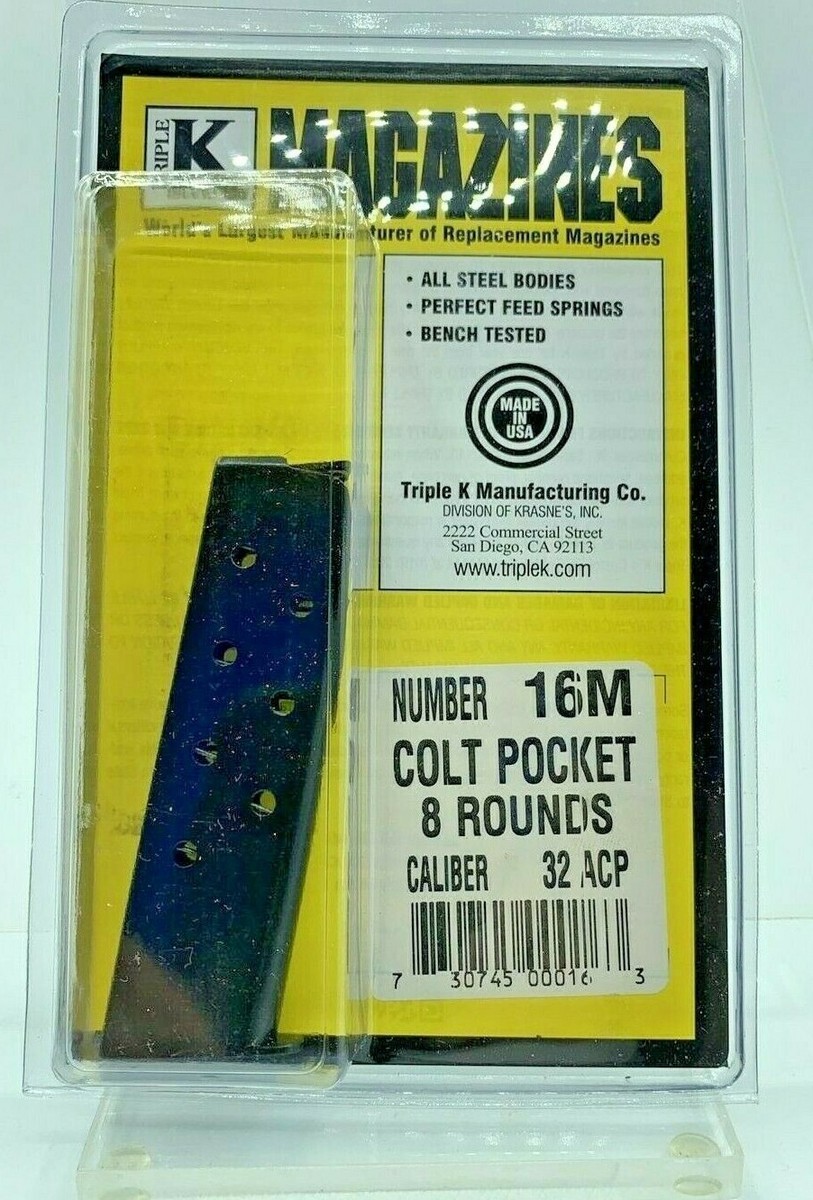 TRIPLE
K
MAGAZINES
World's Largest Manufacturer of Replacement Magazines
• ALL STEEL BODIES
• PERFECT FEED SPRINGS
• BENCH TESTED
MADE
IN
USA
Triple K Manufacturing Co.
DIVISION OF KRASNE'S, INC.
2222 Commercial Street
San Diego, CA 92113
www.triplek.com
NUMBER 16M
COLT POCKET
8 ROUNDS
CALIBER 32 ACP
7 30745 00016 3